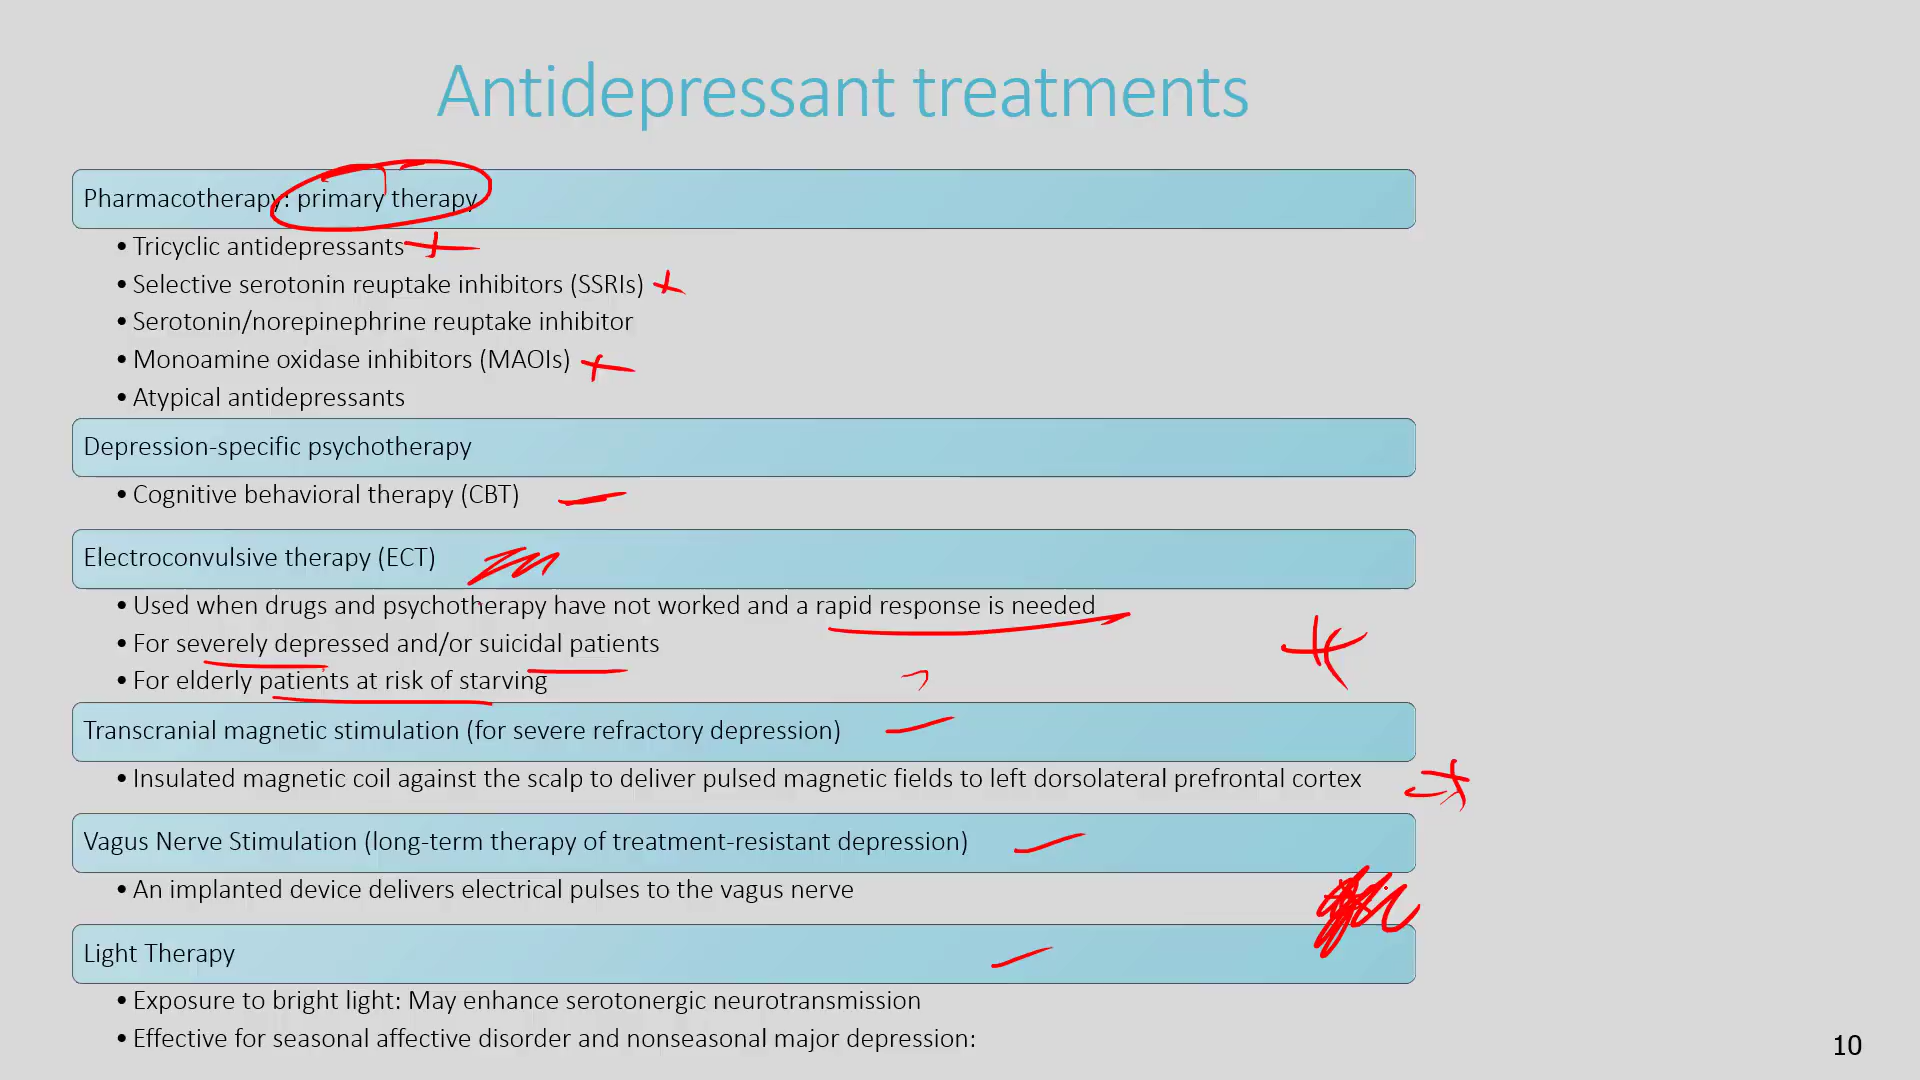 Antidepressant treatments
Pharmacotherapy: primary therapy
• Tricyclic antidepressants
• Selective serotonin reuptake inhibitors (SSRIs)
• Serotonin/norepinephrine reuptake inhibitor
• Monoamine oxidase inhibitors (MAOIs)
• Atypical antidepressants
Depression-specific psychotherapy
• Cognitive behavioral therapy (CBT)
Electroconvulsive therapy (ECT)
• Used when drugs and psychotherapy have not worked and a rapid response is needed
• For severely depressed and/or suicidal patients
• For elderly patients at risk of starving
Transcranial magnetic stimulation (for severe refractory depression)
• Insulated magnetic coil against the scalp to deliver pulsed magnetic fields to left dorsolateral prefrontal cortex
Vagus Nerve Stimulation (long-term therapy of treatment-resistant depression)
• An implanted device delivers electrical pulses to the vagus nerve
Light Therapy
• Exposure to bright light: May enhance serotonergic neurotransmission
• Effective for seasonal affective disorder and nonseasonal major depression:
10